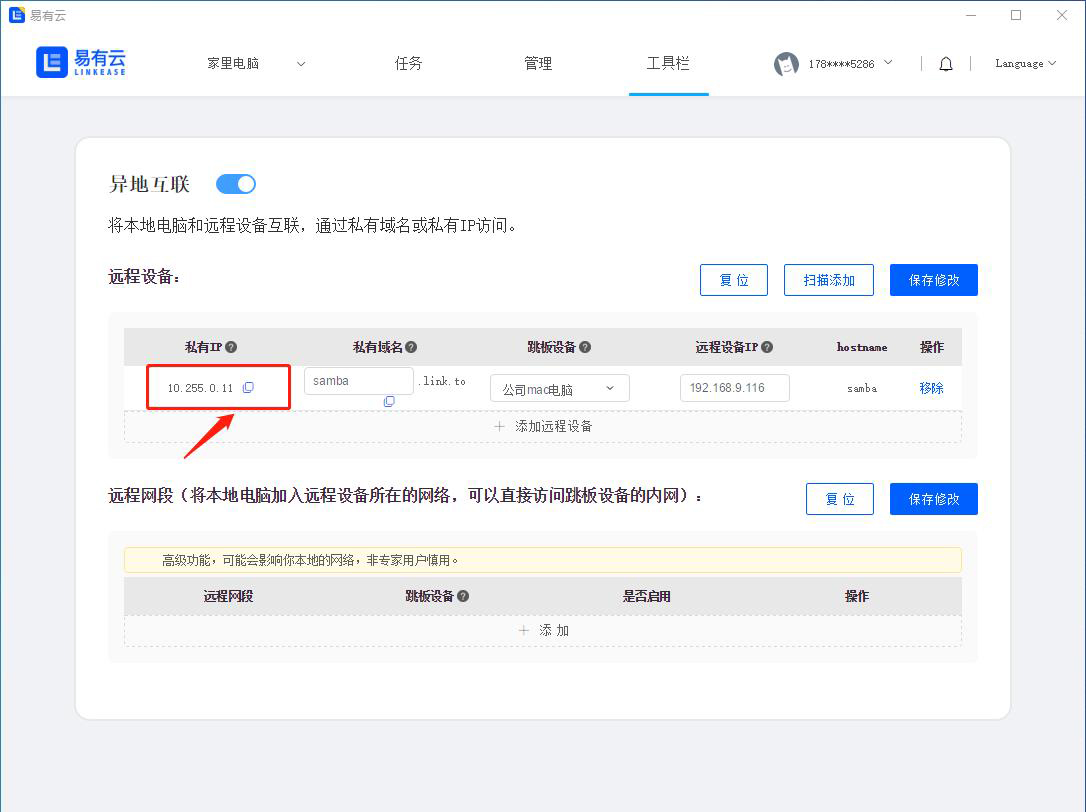 易有云
易有云
LINKEASE
家里电脑
任务
管理
工具栏
178****5286
Language
异地互联
将本地电脑和远程设备互联，通过私有域名或私有IP访问。
远程设备：
复 位
扫描添加
保存修改
私有IP 私有域名 跳板设备 远程设备IP hostname 操作
10.255.0.11 samba .link.to 公司mac电脑 192.168.9.116 samba 移除
+ 添加远程设备
远程网段（将本地电脑加入远程设备所在的网络，可以直接访问跳板设备的内网）：
复 位
保存修改
高级功能，可能会影响你本地的网络，非专家用户慎用。
远程网段 跳板设备 是否启用 操作
+ 添 加